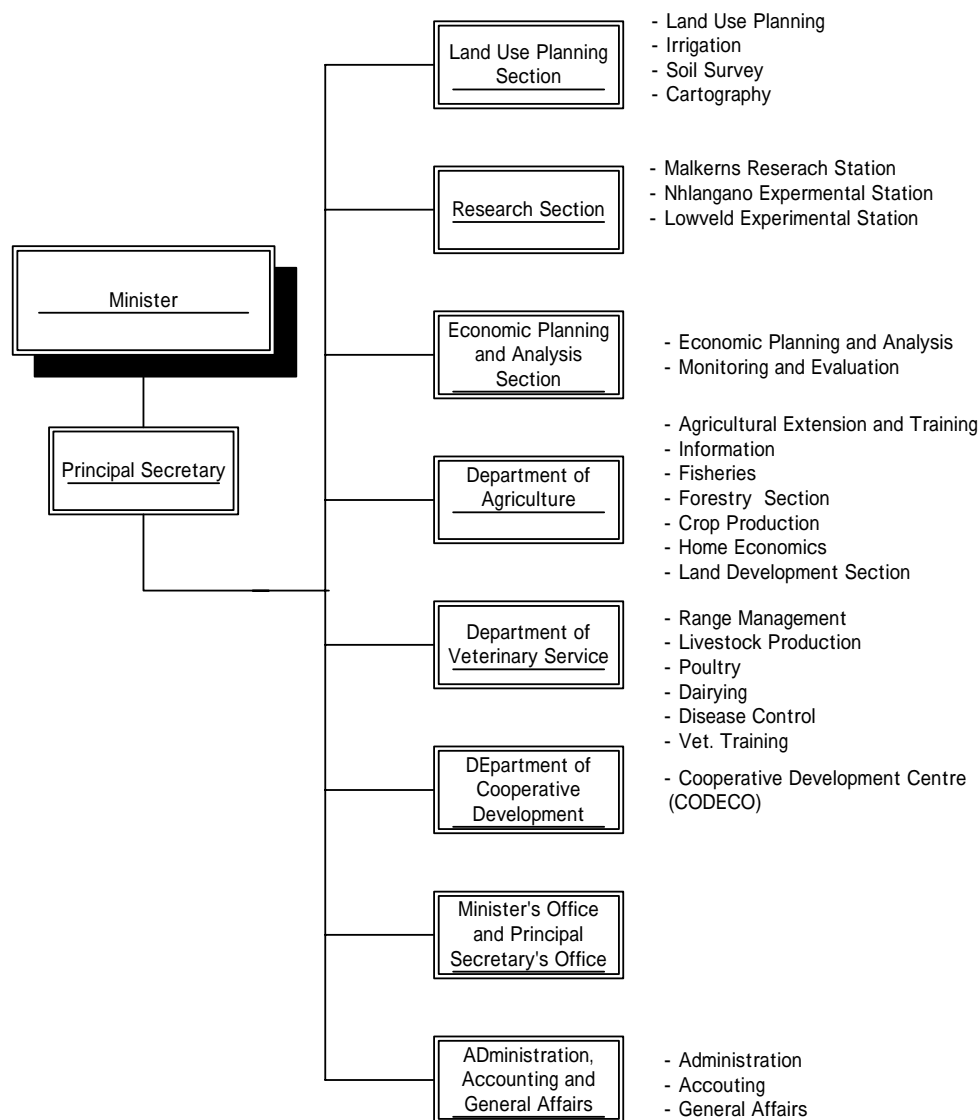 Minister
Principal Secretary
Land Use Planning
Section
- Land Use Planning
- Irrigation
- Soil Survey
- Cartography
Research Section
- Malkerns Reserach Station
- Nhlangano Expermental Station
- Lowveld Experimental Station
Economic Planning
and Analysis
Section
- Economic Planning and Analysis
- Monitoring and Evaluation
Department of
Agriculture
- Agricultural Extension and Training
- Information
- Fisheries
- Forestry Section
- Crop Production
- Home Economics
- Land Development Section
Department of
Veterinary Service
- Range Management
- Livestock Production
- Poultry
- Dairying
- Disease Control
- Vet. Training
DEpartment of
Cooperative
Development
- Cooperative Development Centre
(CODECO)
Minister's Office
and Principal
Secretary's Office
ADministration,
Accounting and
General Affairs
- Administration
- Accouting
- General Affairs